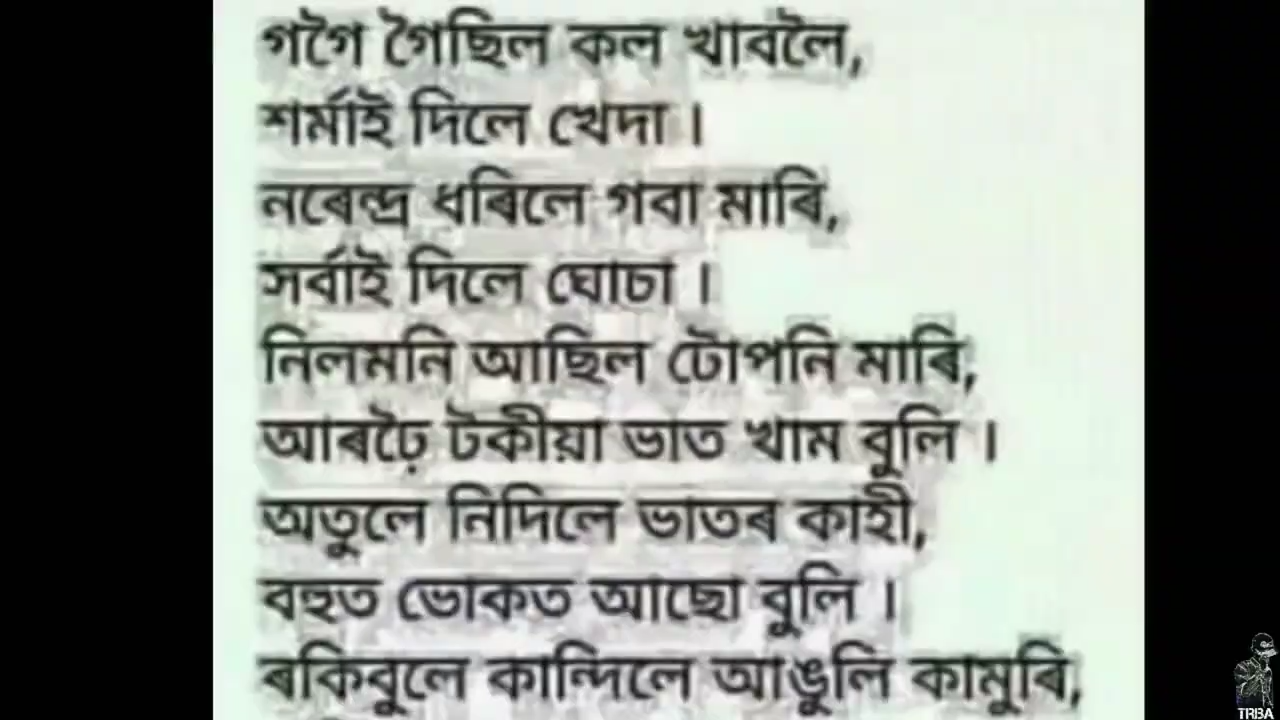 গগৈ গৈছিল কল খাবলৈ,
শৰ্মাই দিলে খেদা ।
নৰেন্দ্ৰ ধৰিলে গবা মাৰি,
সৰ্বাই দিলে ঘোচা ।
নিলমনি আছিল টোপনি মাৰি,
আৰঢ়ৈ টকীয়া ভাত খাম বুলি ।
অতুলে নিদিলে ভাতৰ কাহী,
বহুত ভোকত আছো বুলি ।
ৰকিবুলে কান্দিলে আঙুলি কামুৰি,
TRBA